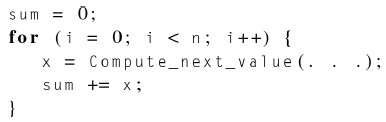 sum = 0;
for (i = 0; i < n; i++) {
x = Compute_next_value(. . .);
sum += x;
}